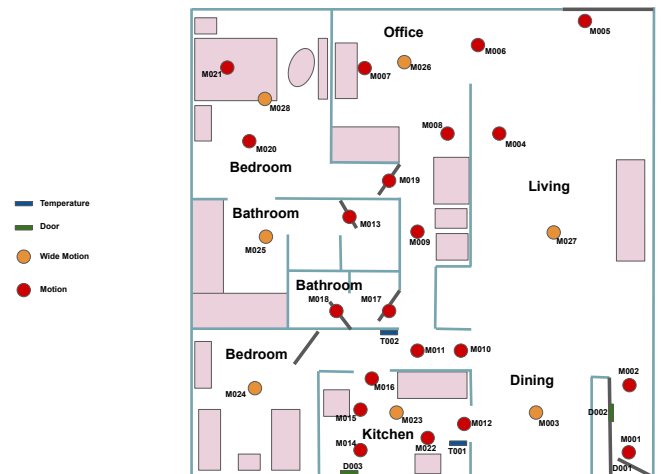 Office
M005
M006
M021
M007
M026
M028
M008
M004
M020
Bedroom
M019
Living
Temperature
Bathroom
M013
Door
M025
M009
M027
Wide Motion
Bathroom
Motion
M018
M017
T002
Bedroom
M011
M010
M016
Dining
M002
M024
M015
M023
M012
M003
D002
Kitchen
M014
M022
T001
M001
D003
D001